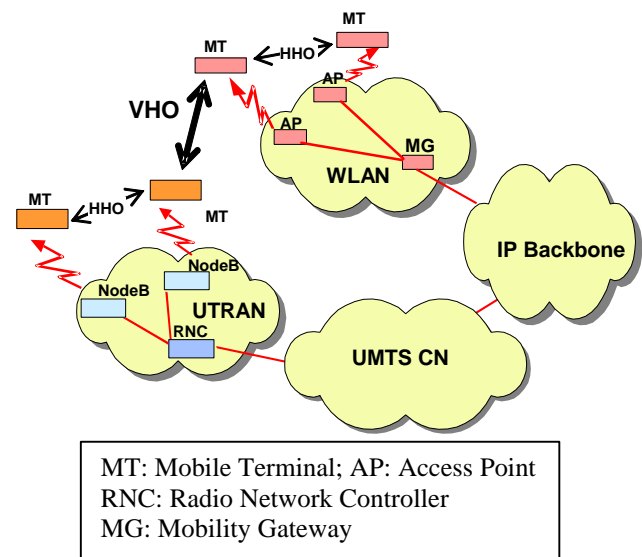 MT
HHO
MT
AP
VHO
AP
MG
WLAN
MT
HHO
MT
IP Backbone
NodeB
NodeB
UTRAN
RNC
UMTS CN
MT: Mobile Terminal; AP: Access Point
RNC: Radio Network Controller
MG: Mobility Gateway